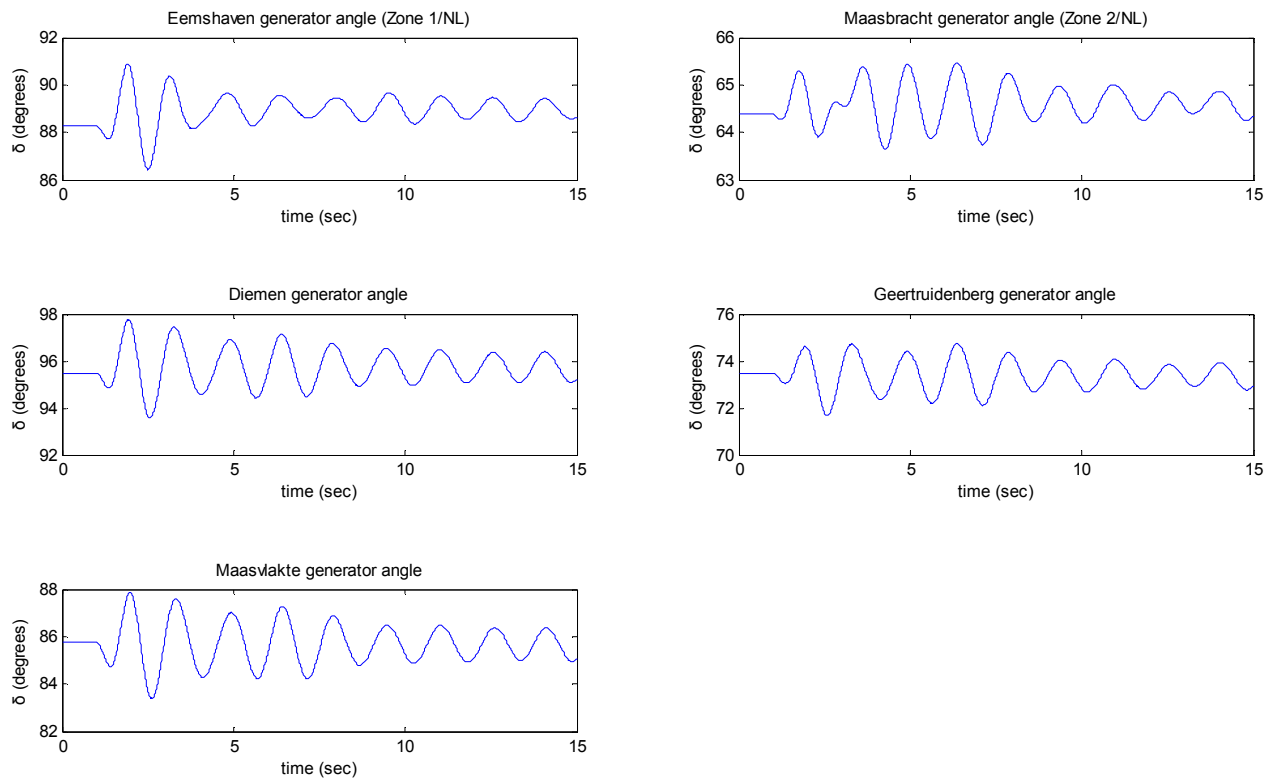 Eemshaven generator angle (Zone 1/NL)
92
90
88
86
δ (degrees)
0 5 10 15
time (sec)
Maasbracht generator angle (Zone 2/NL)
66
65
64
63
δ (degrees)
0 5 10 15
time (sec)
Diemen generator angle
98
96
94
92
δ (degrees)
0 5 10 15
time (sec)
Geertruidenberg generator angle
76
74
72
70
δ (degrees)
0 5 10 15
time (sec)
Maasvlakte generator angle
88
86
84
82
δ (degrees)
0 5 10 15
time (sec)